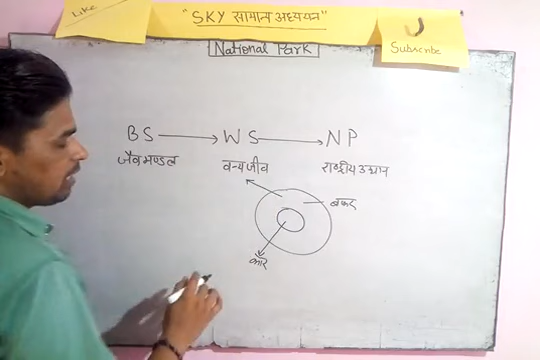 Like
"SKY सामान्य अध्ययन"
Subscribe
National Park
BS → WS → NP
जैवमण्डल वन्यजीव राष्ट्रीय उद्यान
बफर
कोर